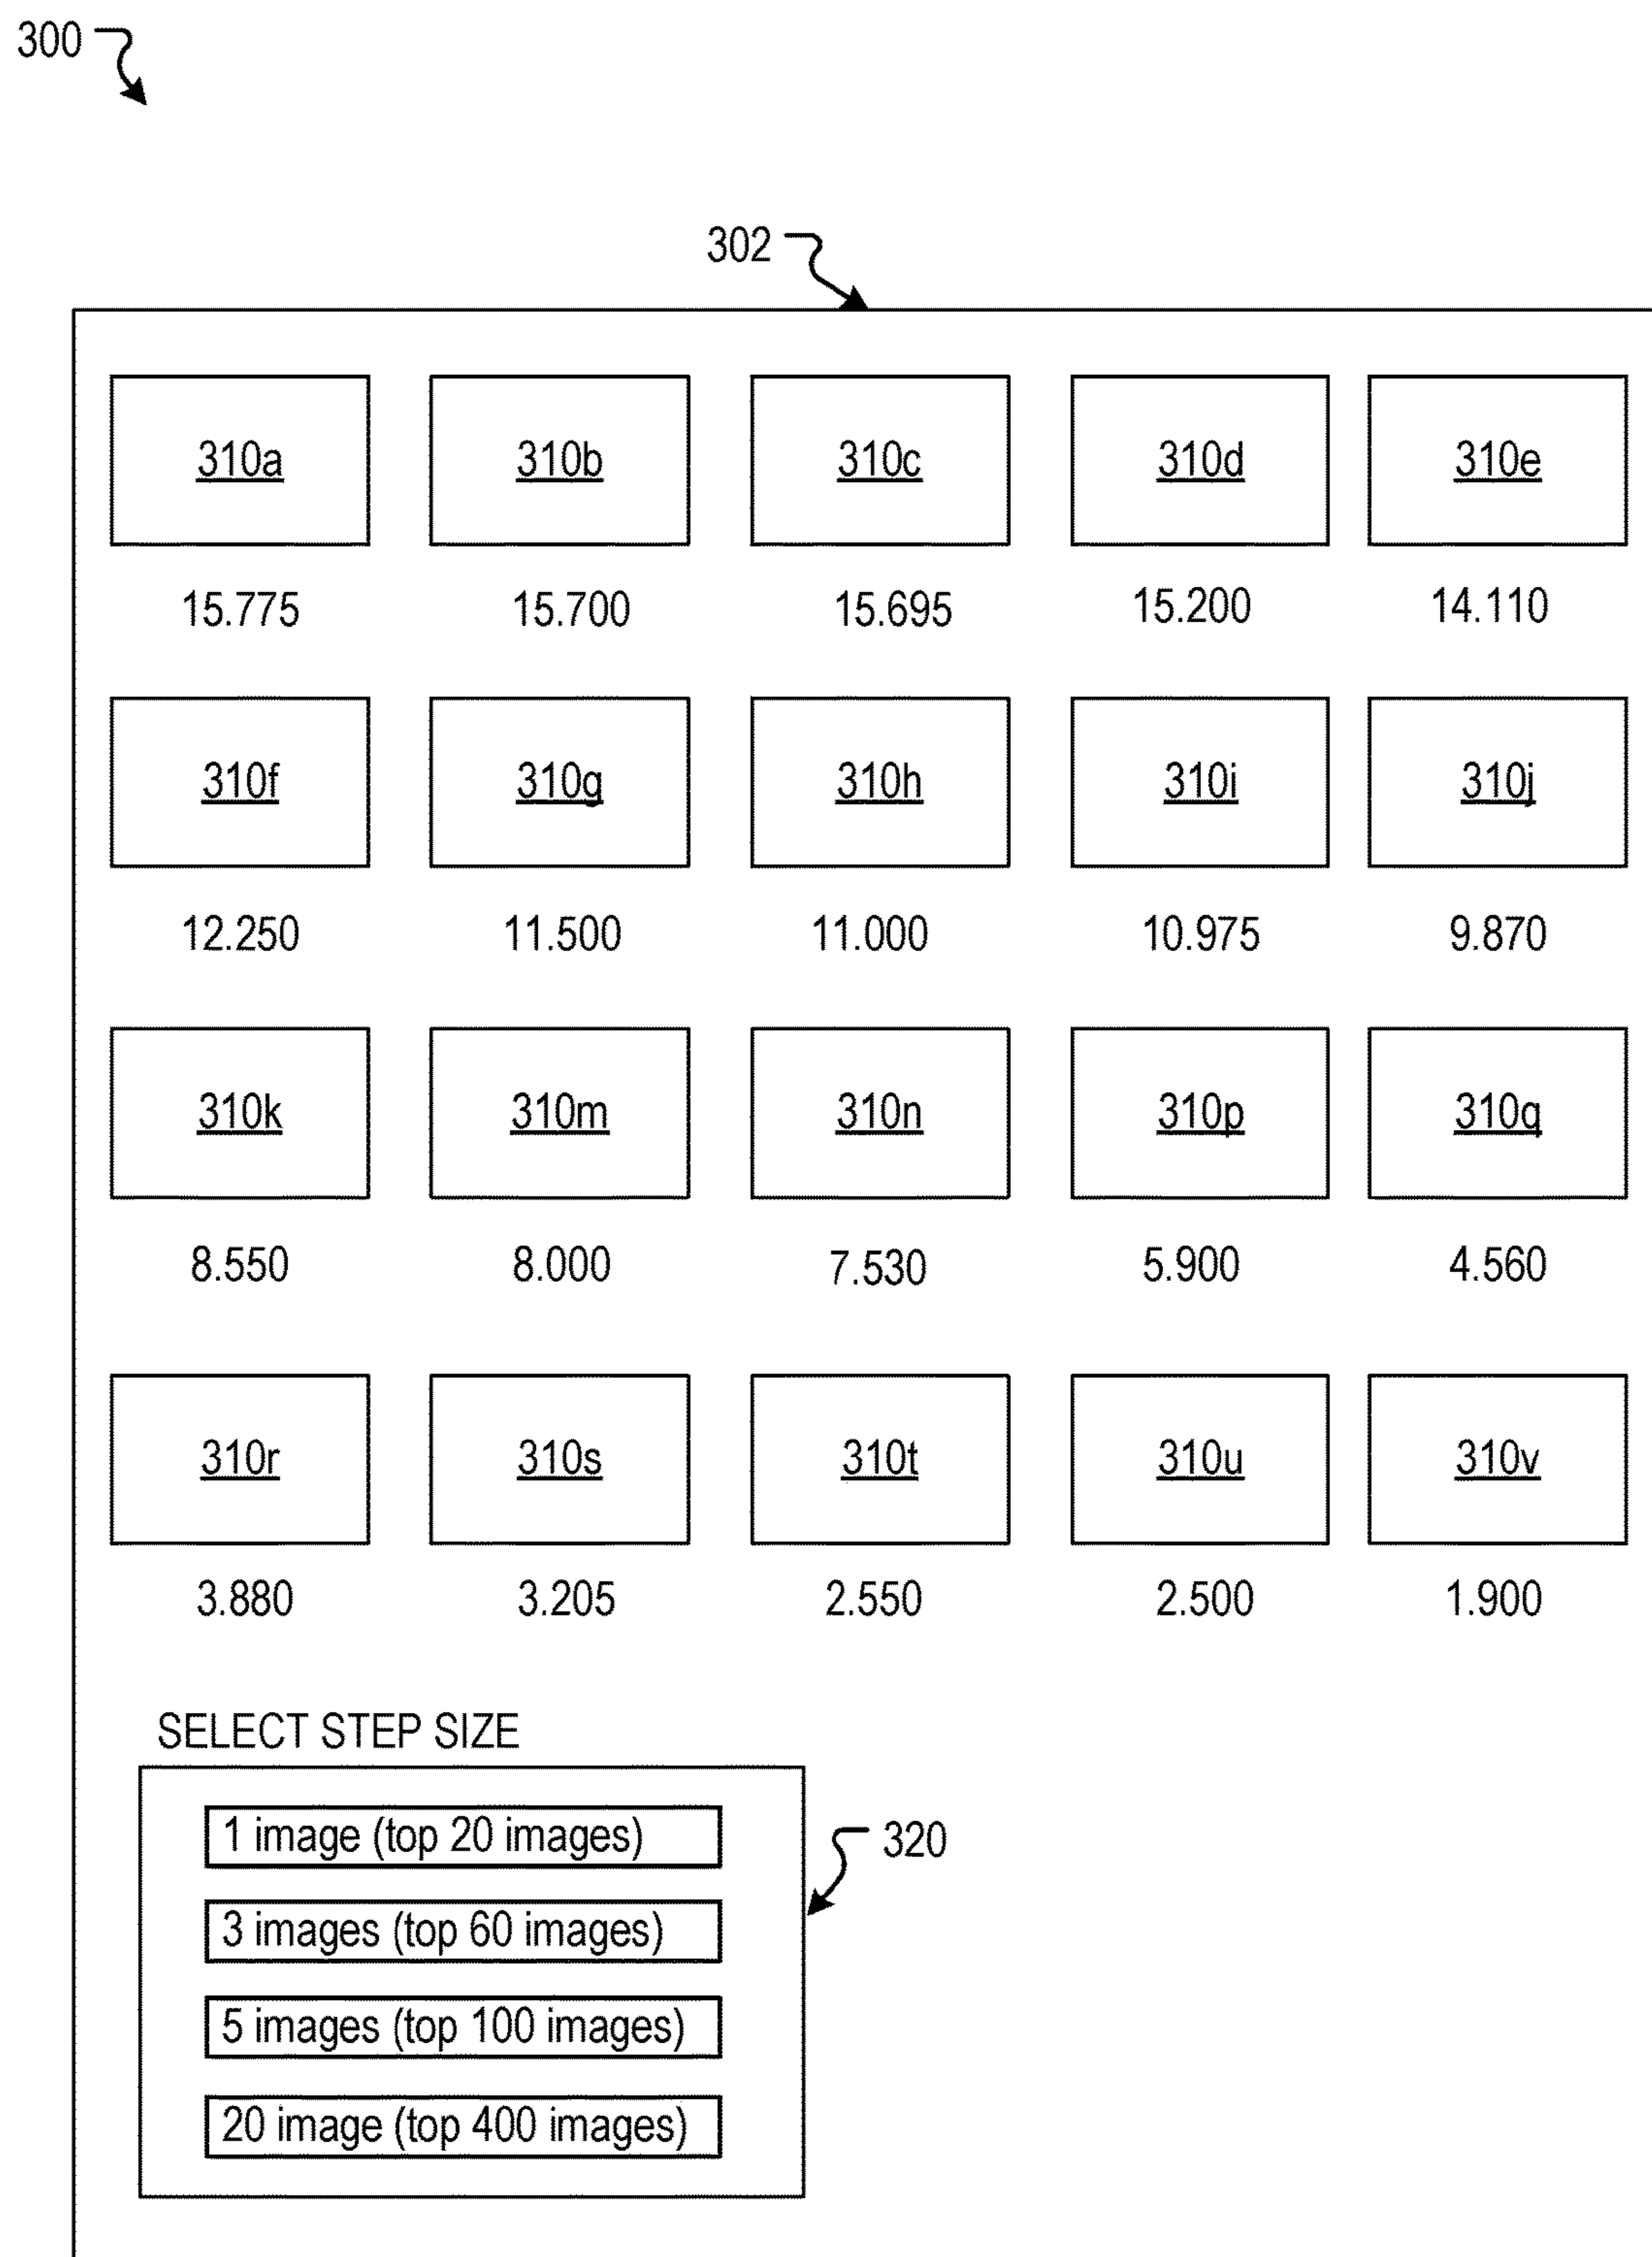 300
302
310a 310b 310c 310d 310e
15.775 15.700 15.695 15.200 14.110
310f 310g 310h 310i 310j
12.250 11.500 11.000 10.975 9.870
310k 310m 310n 310p 310q
8.550 8.000 7.530 5.900 4.560
310r 310s 310t 310u 310v
3.880 3.205 2.550 2.500 1.900
SELECT STEP SIZE
1 image (top 20 images)
320
3 images (top 60 images)
5 images (top 100 images)
20 image (top 400 images)